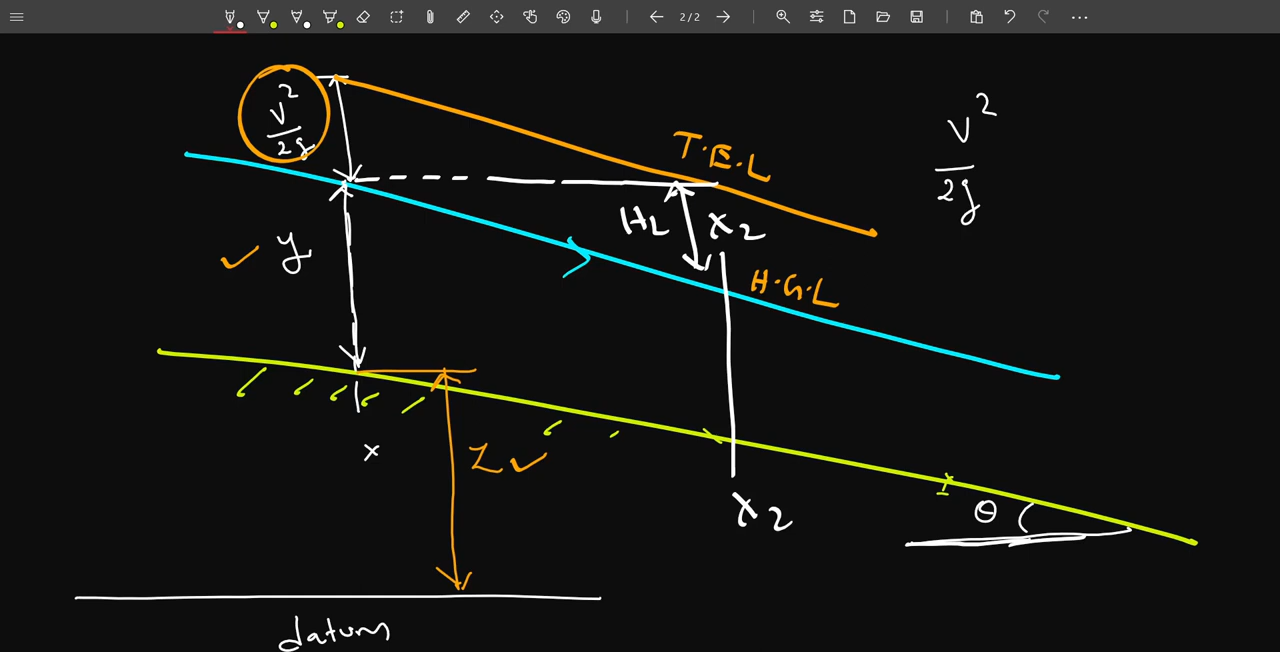 2/2
V²/2g
V²/2g
T.E.L
y
HL
X2
H.G.L
x
Z
X2
θ
datum